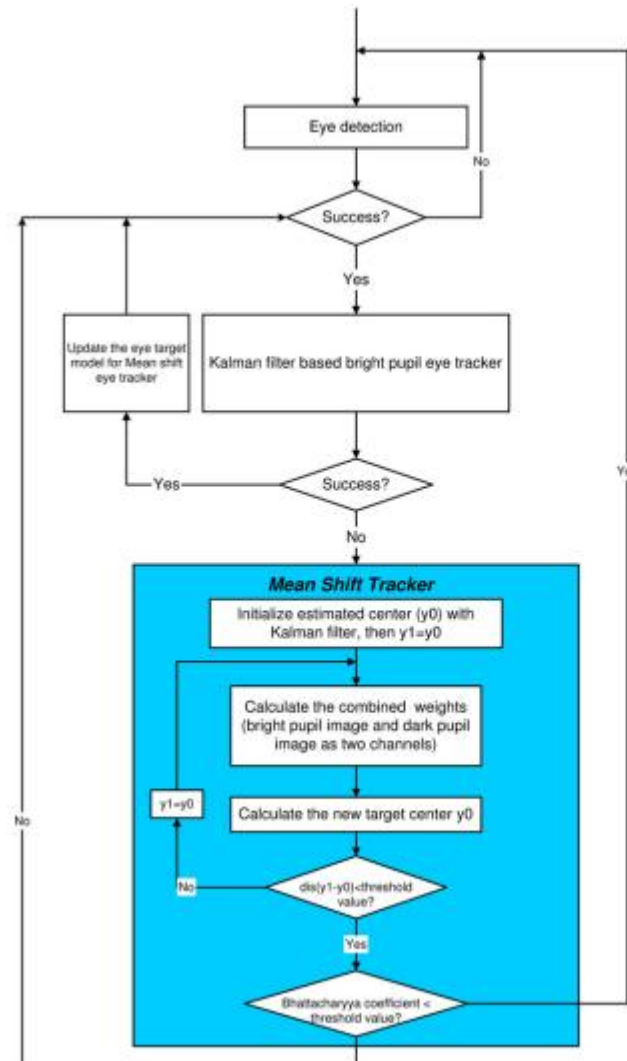 Eye detection
No
Success?
Yes
Update the eye target
model for Mean shift
eye tracker
Kalman filter based bright pupil eye tracker
Yes
Success?
No
Mean Shift Tracker
Initialize estimated center (y0) with
Kalman filter, then y1=y0
Calculate the combined weights
(bright pupil image and dark pupil
image as two channels)
y1=y0
Calculate the new target center y0
No
No
dis(y1-y0)<threshold
value?
Yes
Bhattacharyya coefficient <
threshold value?